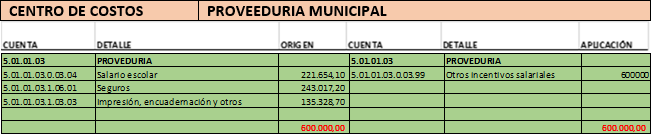 CENTRO DE COSTOS PROVEEDURIA MUNICIPAL
CUENTA DETALLE ORIGEN CUENTA DETALLE APLICACIÓN
5.01.01.03 PROVEDURIA 5.01.01.03 PROVEDURIA
5.01.01.03.0.03.04 Salario escolar 221.654,10 5.01.01.03.0.03.99 Otros incentivos salariales 600000
5.01.01.03.1.06.01 Seguros 243.017,20
5.01.01.03.1.03.03 Impresión, encuadernación y otros 135.328,70
600.000,00 600.000,00